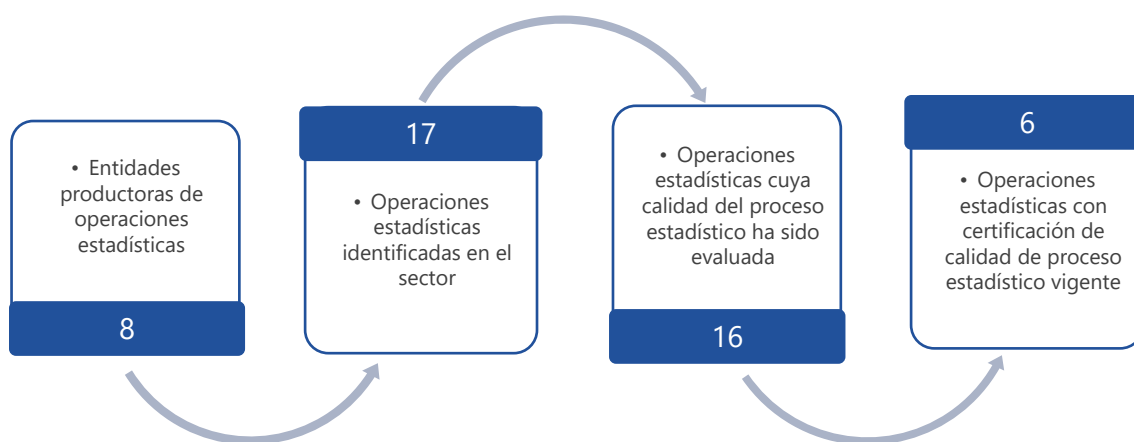 • Entidades
productoras de
operaciones
estadísticas
8
17
• Operaciones
estadísticas
identificadas en el
sector
• Operaciones
estadísticas cuya
calidad del proceso
estadístico ha sido
evaluada
16
6
• Operaciones
estadísticas con
certificación de
calidad de proceso
estadístico vigente